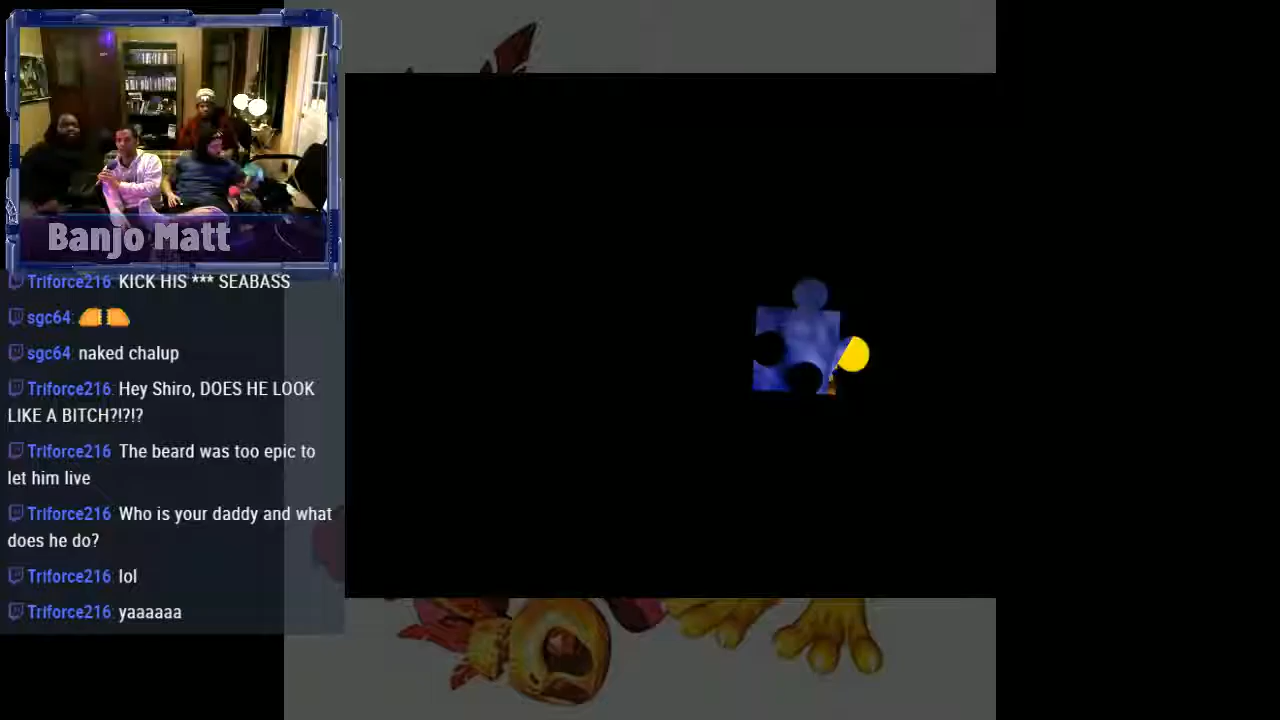 Banjo Matt
Triforce216: KICK HIS *** SEABASS
sgc64:
sgc64: naked chalup
Triforce216: Hey Shiro, DOES HE LOOK
LIKE A BITCH?!?!?
Triforce216: The beard was too epic to
let him live
Triforce216: Who is your daddy and what
does he do?
Triforce216: lol
Triforce216: yaaaaaa